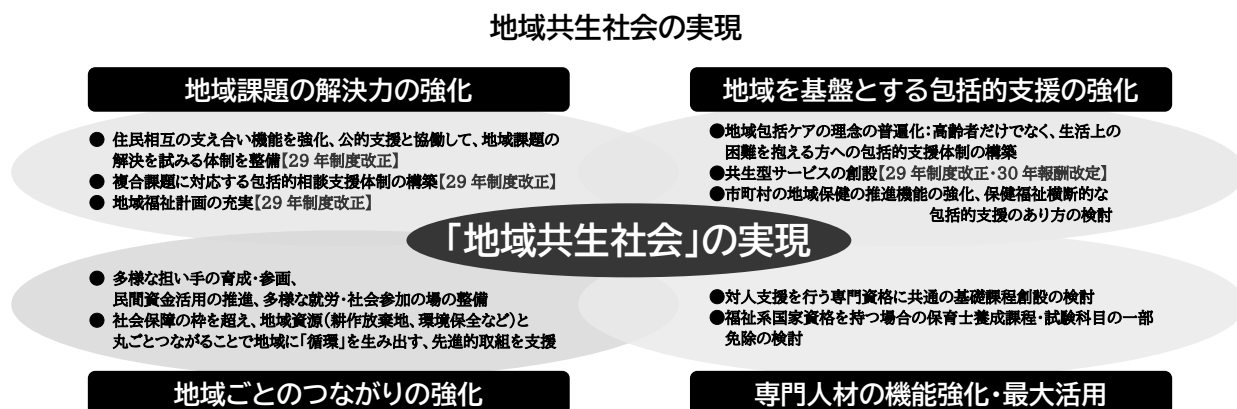 地域共生社会の実現
地域課題の解決力の強化
● 住民相互の支え合い機能を強化、公的支援と協働して、地域課題の
解決を試みる体制を整備【29年制度改正】
● 複合課題に対応する包括的相談支援体制の構築【29年制度改正】
● 地域福祉計画の充実【29年制度改正】
地域を基盤とする包括的支援の強化
●地域包括ケアの理念の普遍化：高齢者だけでなく、生活上の
困難を抱える方への包括的支援体制の構築
●共生型サービスの創設【29年制度改正・30年報酬改定】
●市町村の地域保健の推進機能の強化、保健福祉横断的な
包括的支援のあり方の検討
「地域共生社会」の実現
● 多様な担い手の育成・参画、
民間資金活用の推進、多様な就労・社会参加の場の整備
● 社会保障の枠を超え、地域資源（耕作放棄地、環境保全など）と
丸ごとつながることで地域に「循環」を生み出す、先進的取組を支援
地域ごとのつながりの強化
●対人支援を行う専門資格に共通の基礎課程創設の検討
●福祉系国家資格を持つ場合の保育士養成課程・試験科目の一部
免除の検討
専門人材の機能強化・最大活用